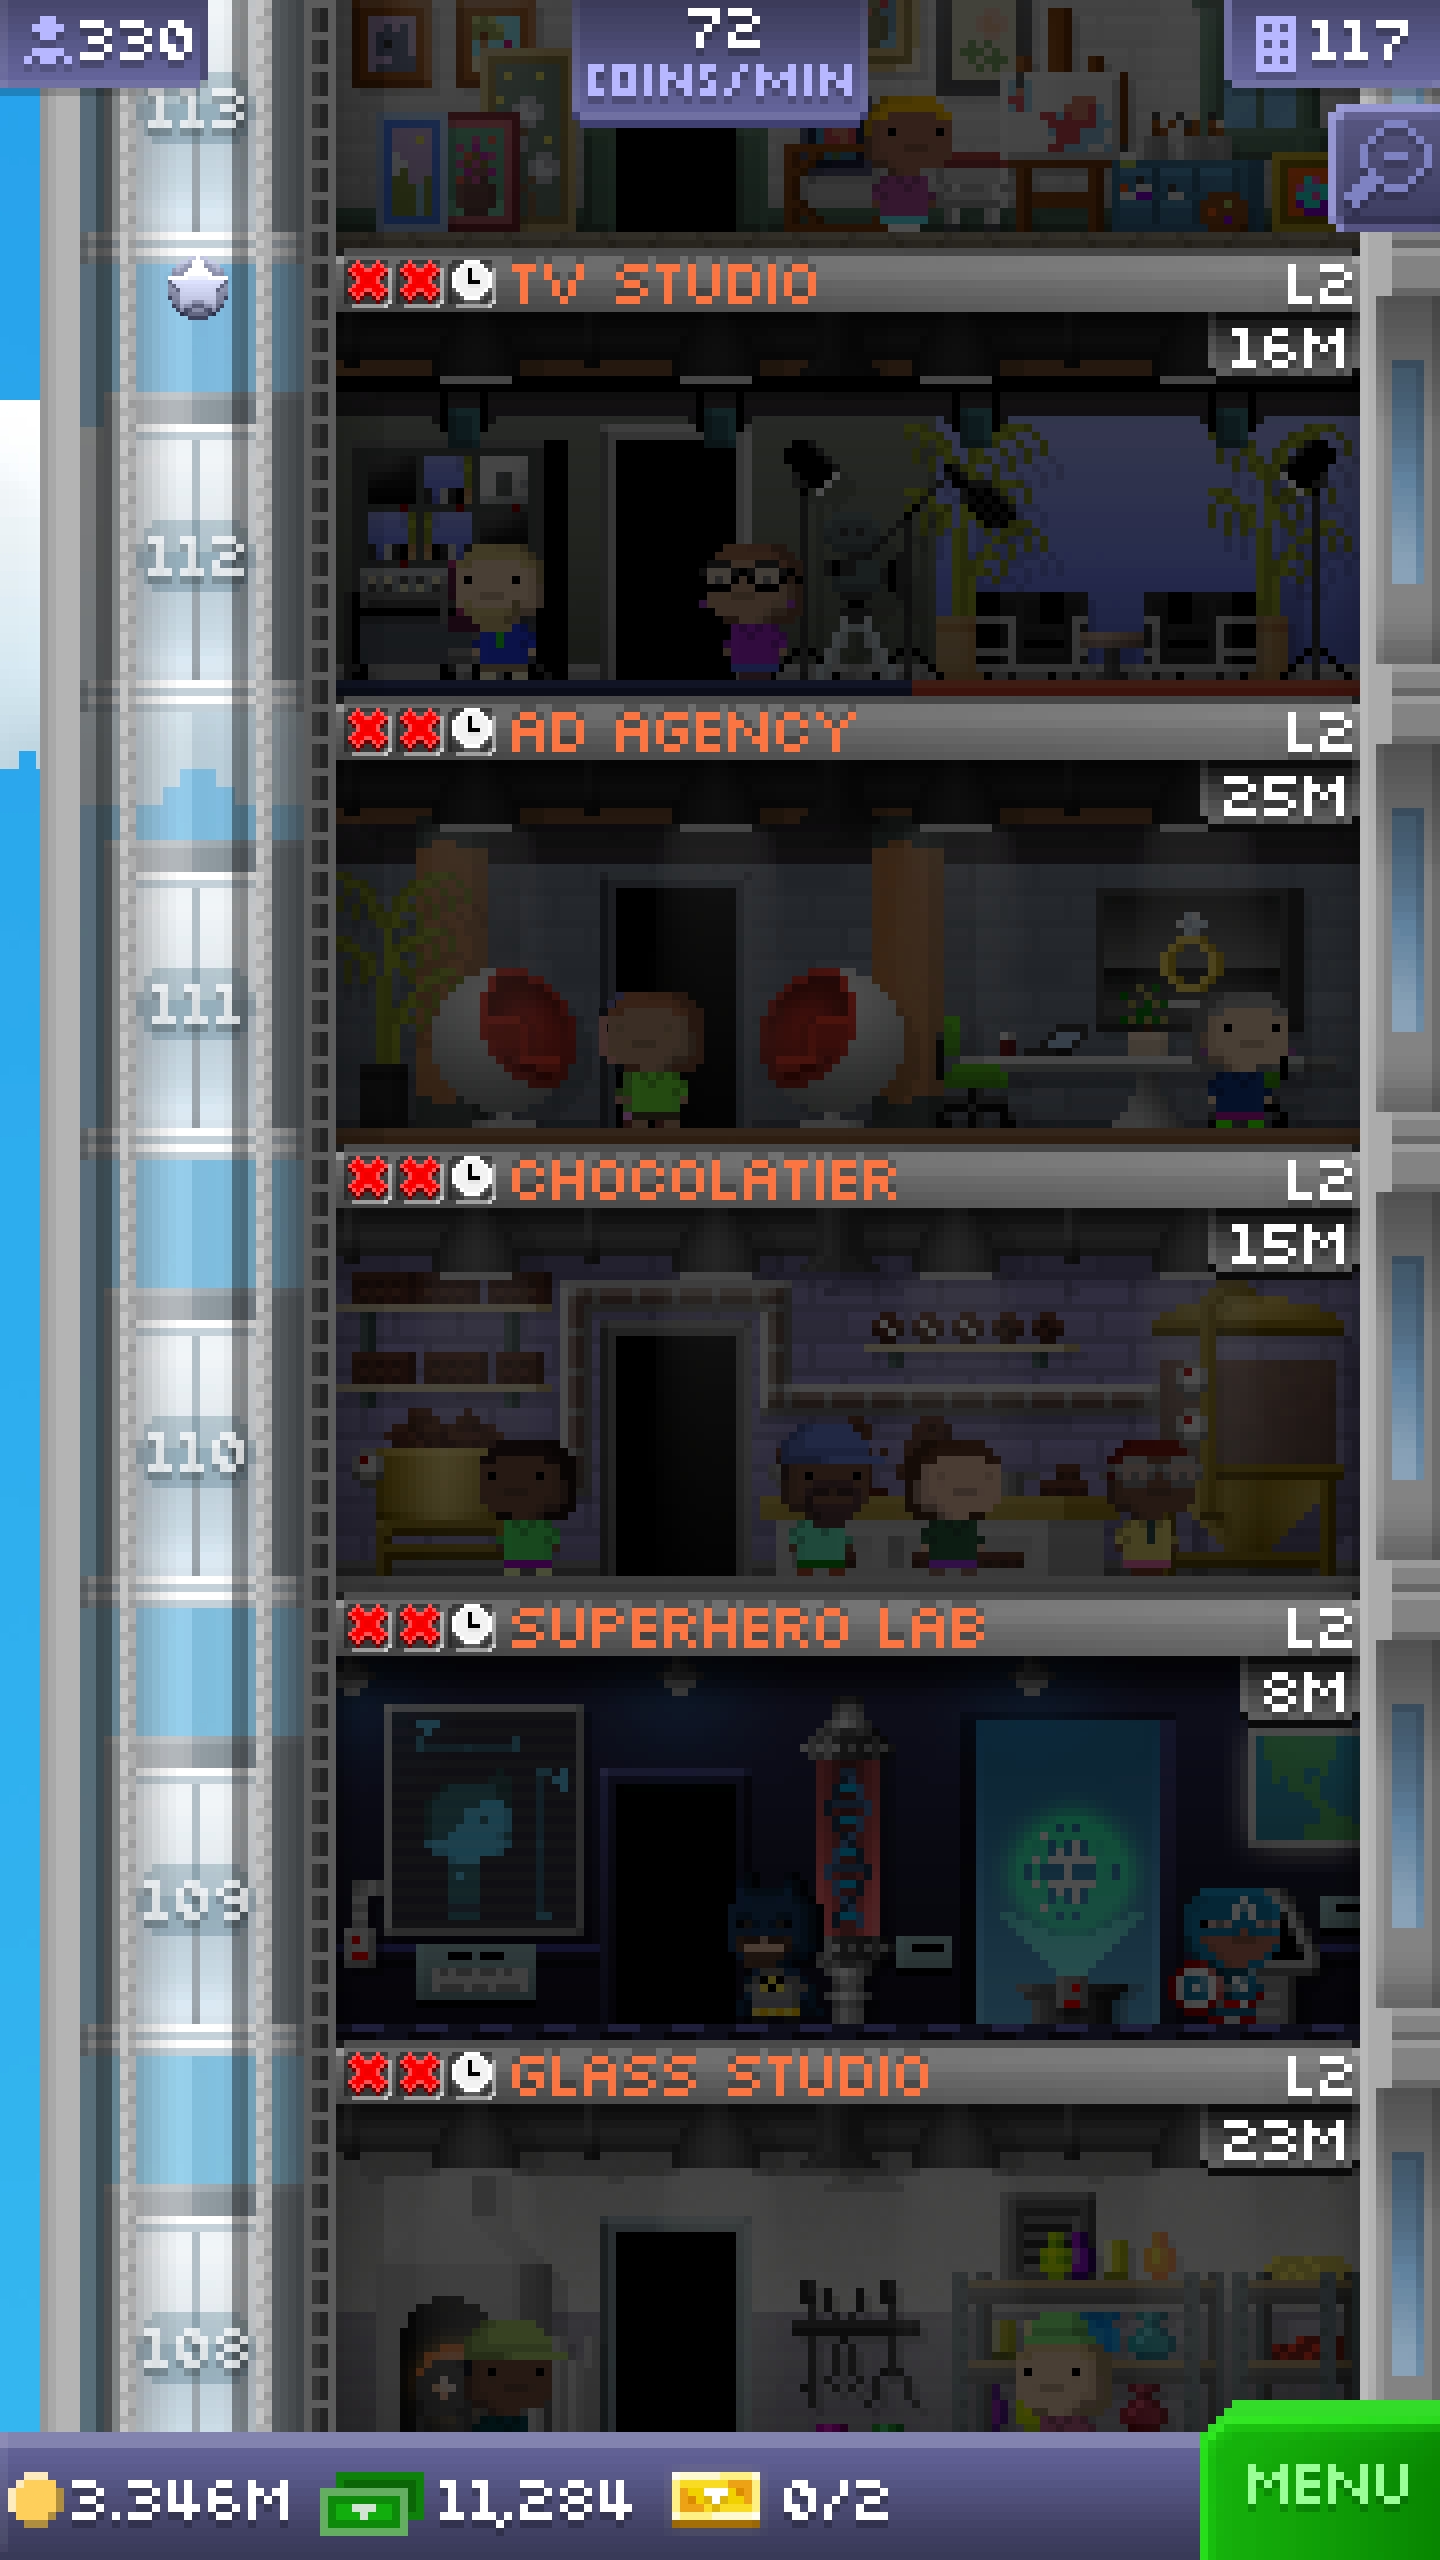 330
72
COINS/MIN
117
113
TV STUDIO L2
16M
112
AD AGENCY L2
25M
111
CHOCOLATIER L2
15M
110
SUPERHERO LAB L2
8M
109
GLASS STUDIO L2
23M
108
3.346M 11,284 0/2 MENU